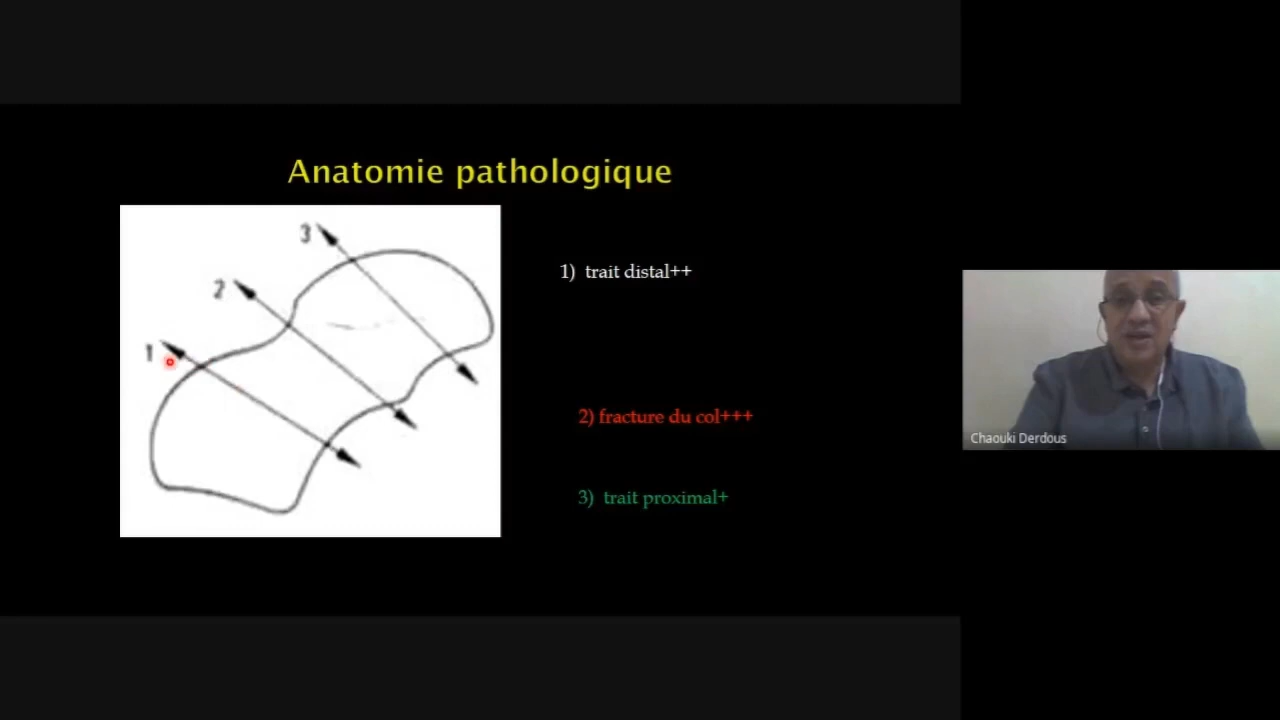 Anatomie pathologique
3
2
1
1) trait distal++
2) fracture du col+++
3) trait proximal+
Chaouki Derdous